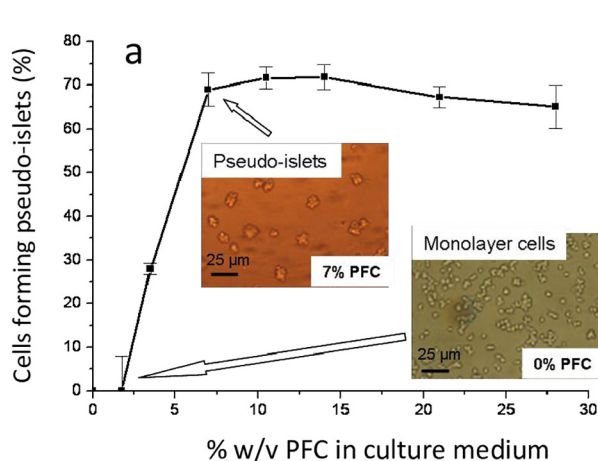 a
80
70
60
50
40
30
20
10
0
Cells forming pseudo-islets (%)
Pseudo-islets
25 µm
7% PFC
Monolayer cells
25 µm
0% PFC
0 5 10 15 20 25 30
% w/v PFC in culture medium